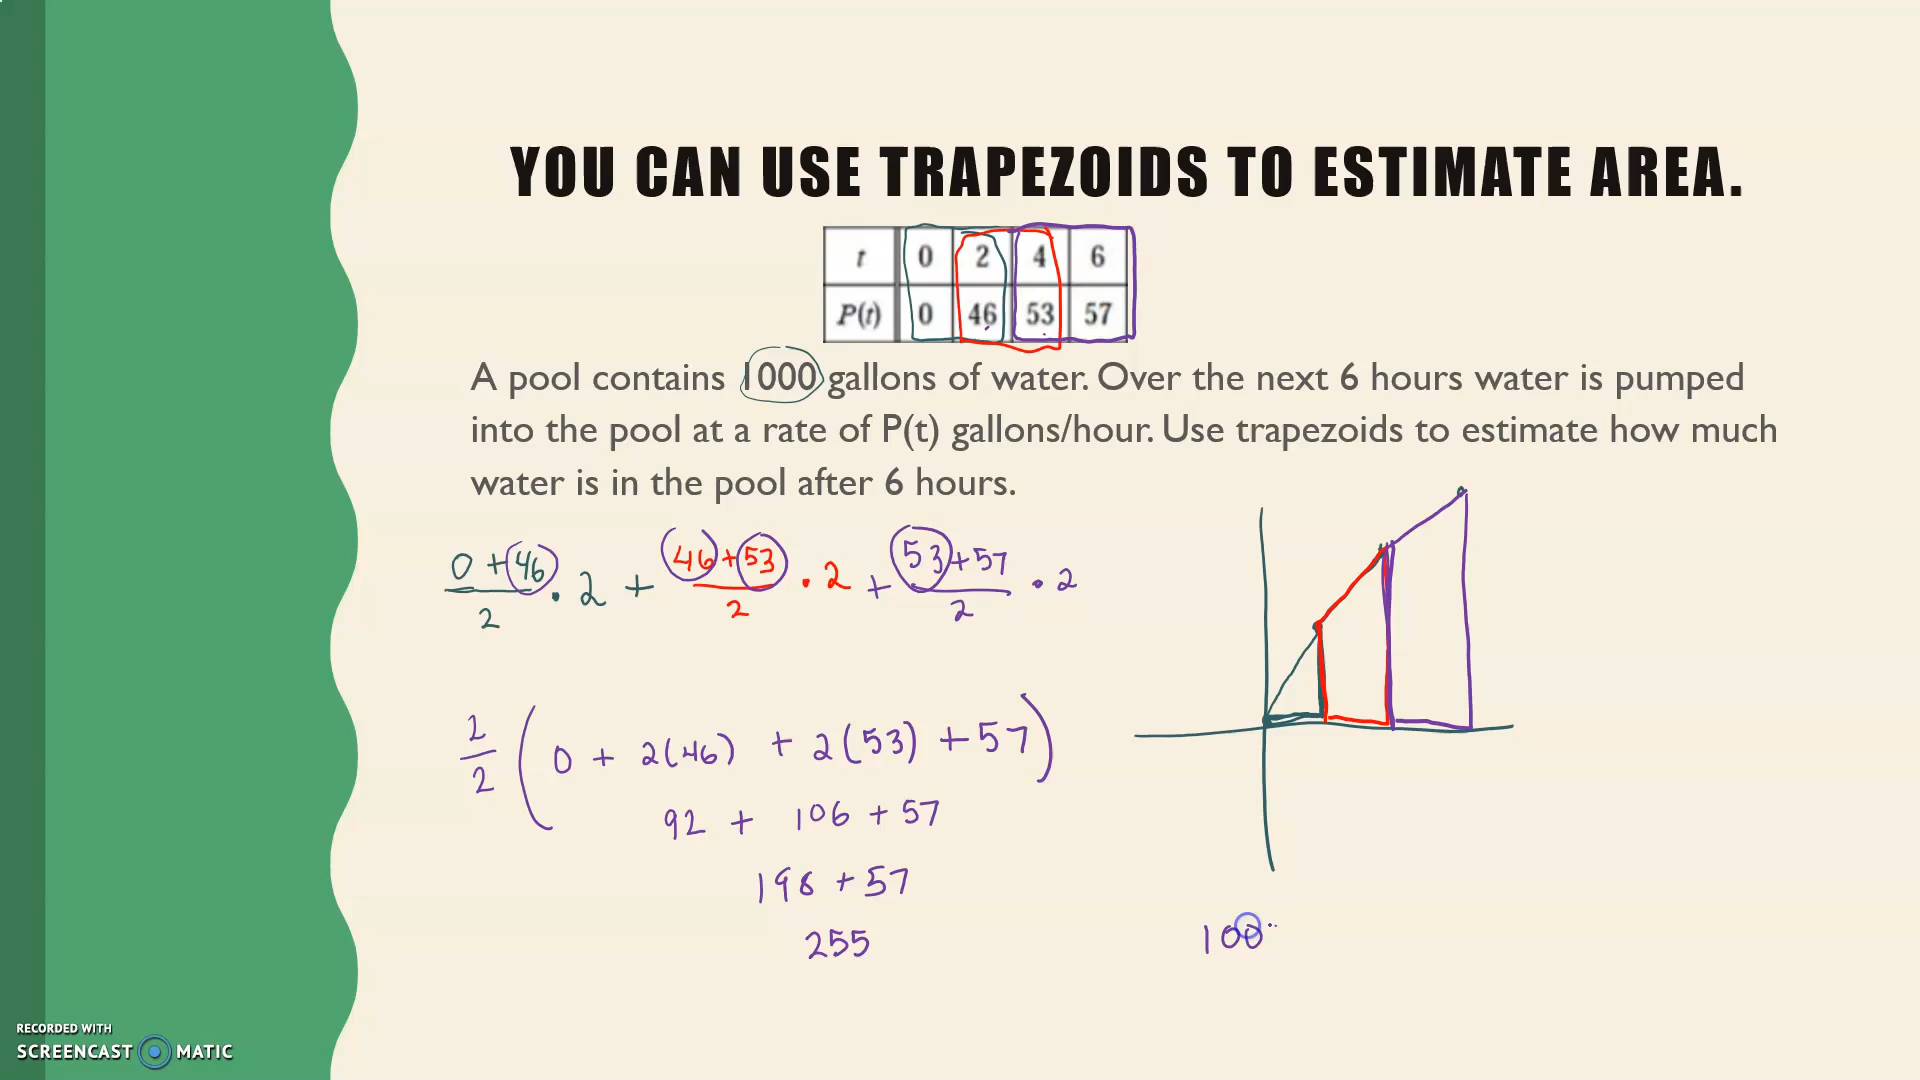 YOU CAN USE TRAPEZOIDS TO ESTIMATE AREA.
t 0 2 4 6
P(t) 0 46 53 57
A pool contains 1000 gallons of water. Over the next 6 hours water is pumped
into the pool at a rate of P(t) gallons/hour. Use trapezoids to estimate how much
water is in the pool after 6 hours.
0 + 46 / 2 · 2 + 46 + 53 / 2 · 2 + 53 + 57 / 2 · 2
2/2 ( 0 + 2(46) + 2(53) + 57 )
92 + 106 + 57
198 + 57
255
100
RECORDED WITH
SCREENCAST MATIC